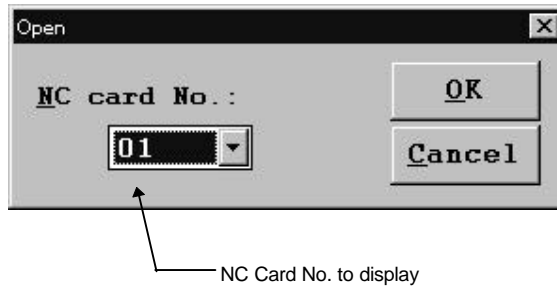 Open
NC card No.:
OK
01
Cancel
NC Card No. to display